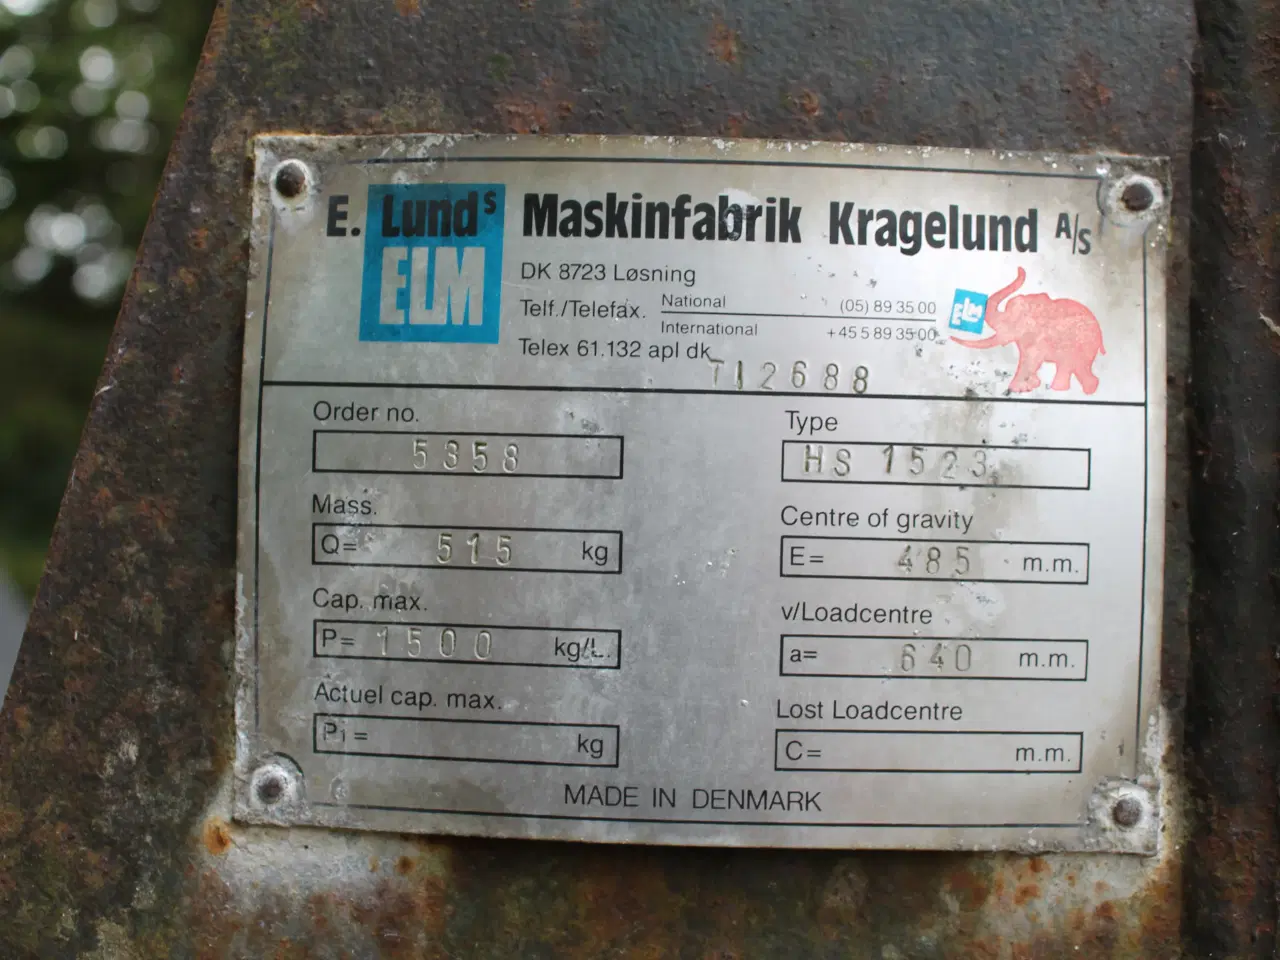 E. Lunds Maskinfabrik Kragelund A/S
ELM
DK 8723 Løsning
Telf./Telefax. National (05) 89 35 00
International +45 5 89 35 00
Telex 61.132 apl dk
ELM
T12688
Order no.
5358
Type
HS 1523
Mass.
Q= 515 kg
Centre of gravity
E= 485 m.m.
Cap. max.
P= 1500 kg/L.
v/Loadcentre
a= 640 m.m.
Actuel cap. max.
P1= kg
Lost Loadcentre
C= m.m.
MADE IN DENMARK